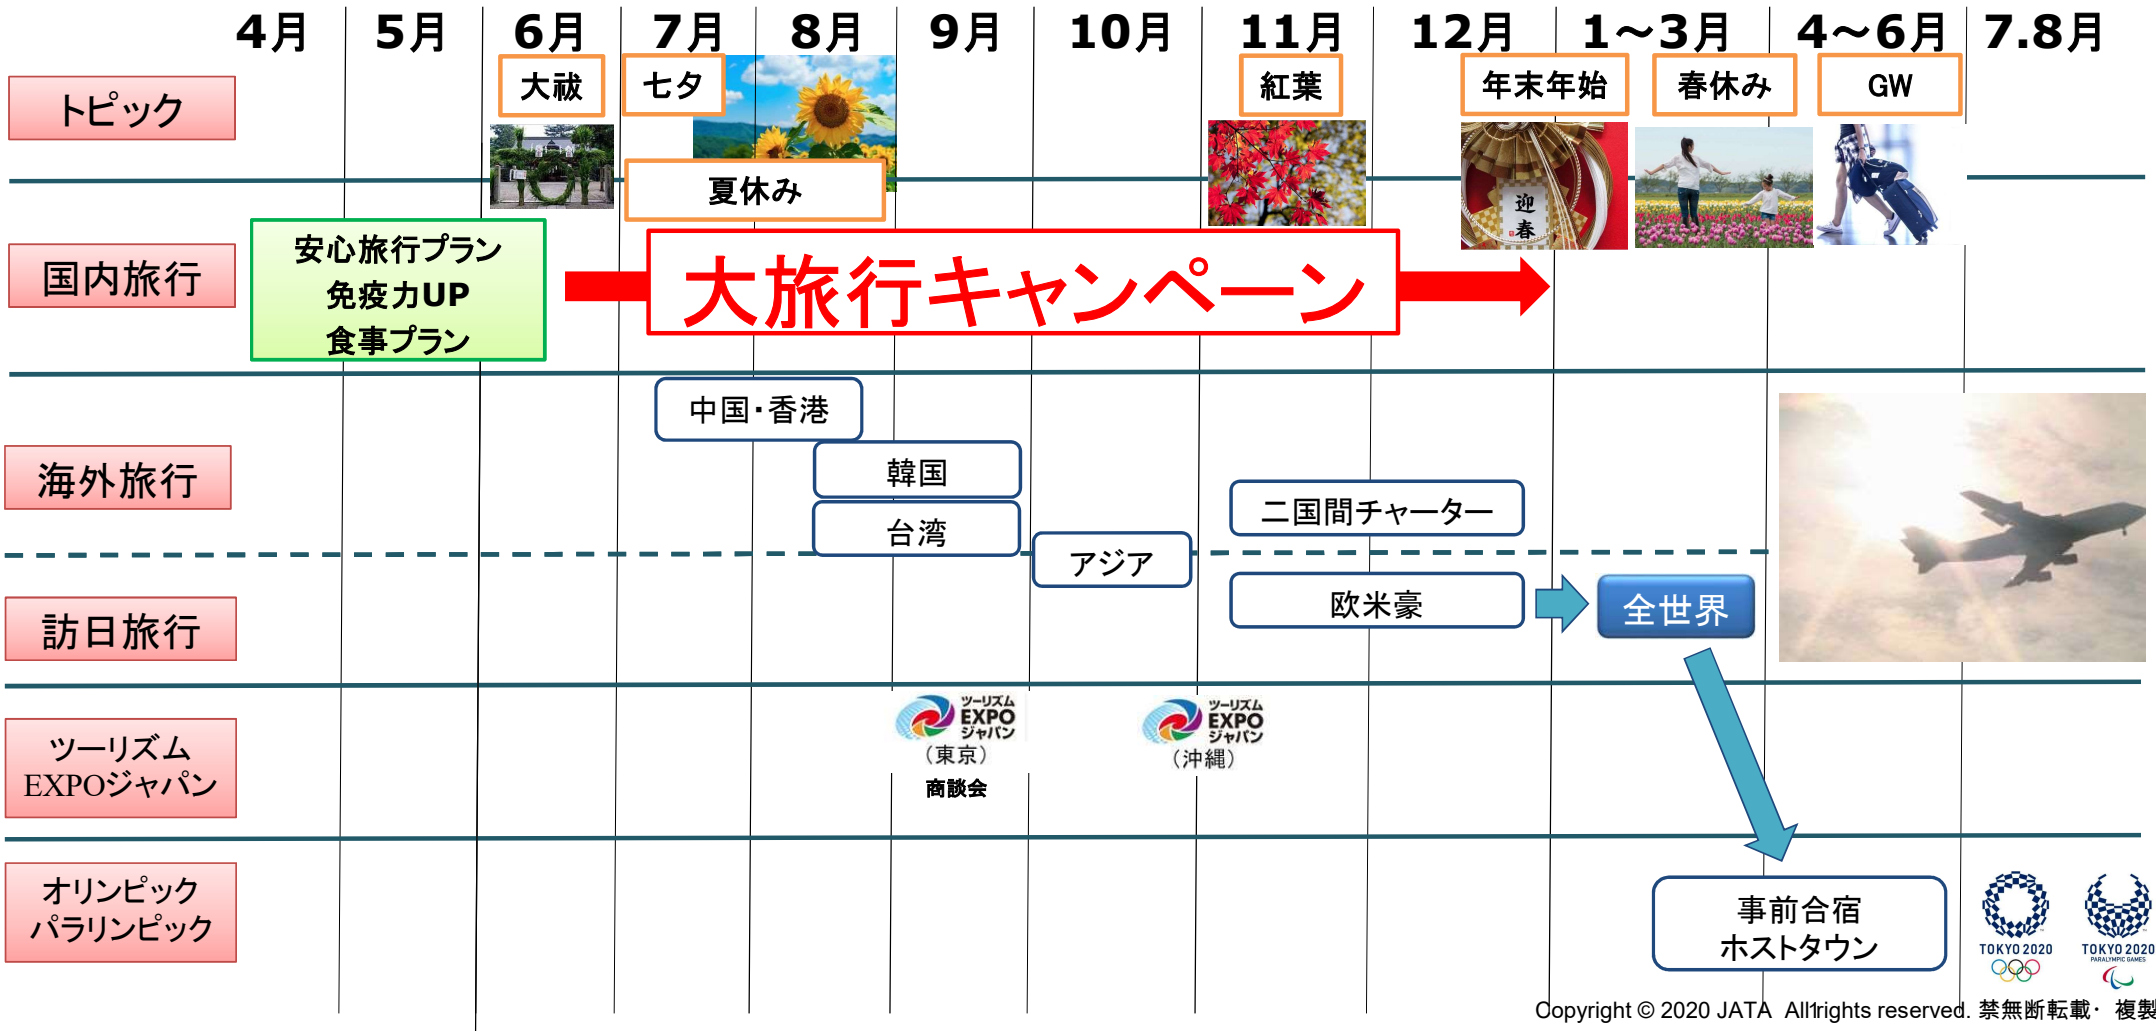 4月 5月 6月 7月 8月 9月 10月 11月 12月 1～3月 4～6月 7.8月
トピック
大祓
七夕
夏休み
紅葉
年末年始
春休み
GW
迎
春
国内旅行
安心旅行プラン
免疫力UP
食事プラン
大旅行キャンペーン
海外旅行
中国・香港
韓国
台湾
アジア
二国間チャーター
訪日旅行
欧米豪
全世界
ツーリズム
EXPOジャパン
ツーリズム
EXPO
ジャパン
（東京）
商談会
ツーリズム
EXPO
ジャパン
（沖縄）
オリンピック
パラリンピック
事前合宿
ホストタウン
TOKYO 2020
TOKYO 2020
PARALYMPIC GAMES
Copyright © 2020 JATA All1rights reserved. 禁無断転載・ 複製